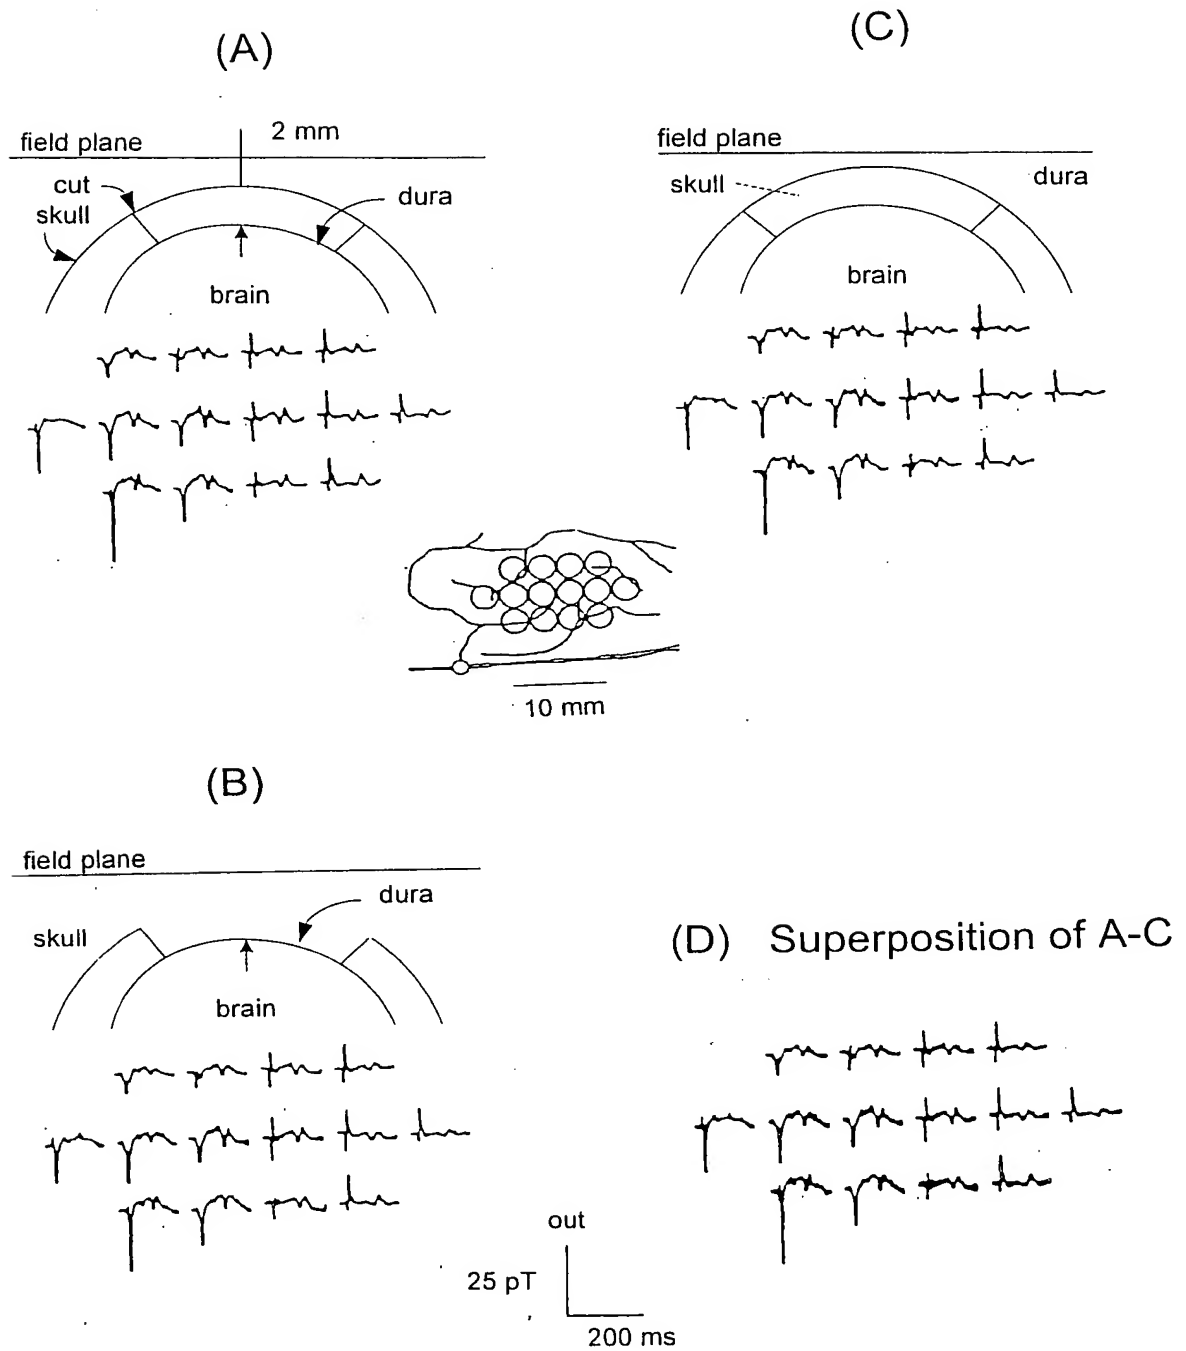 (A)
field plane
2 mm
cut
skull
dura
brain
(C)
field plane
skull
dura
brain
10 mm
(B)
field plane
dura
skull
brain
(D) Superposition of A-C
out
25 pT
200 ms